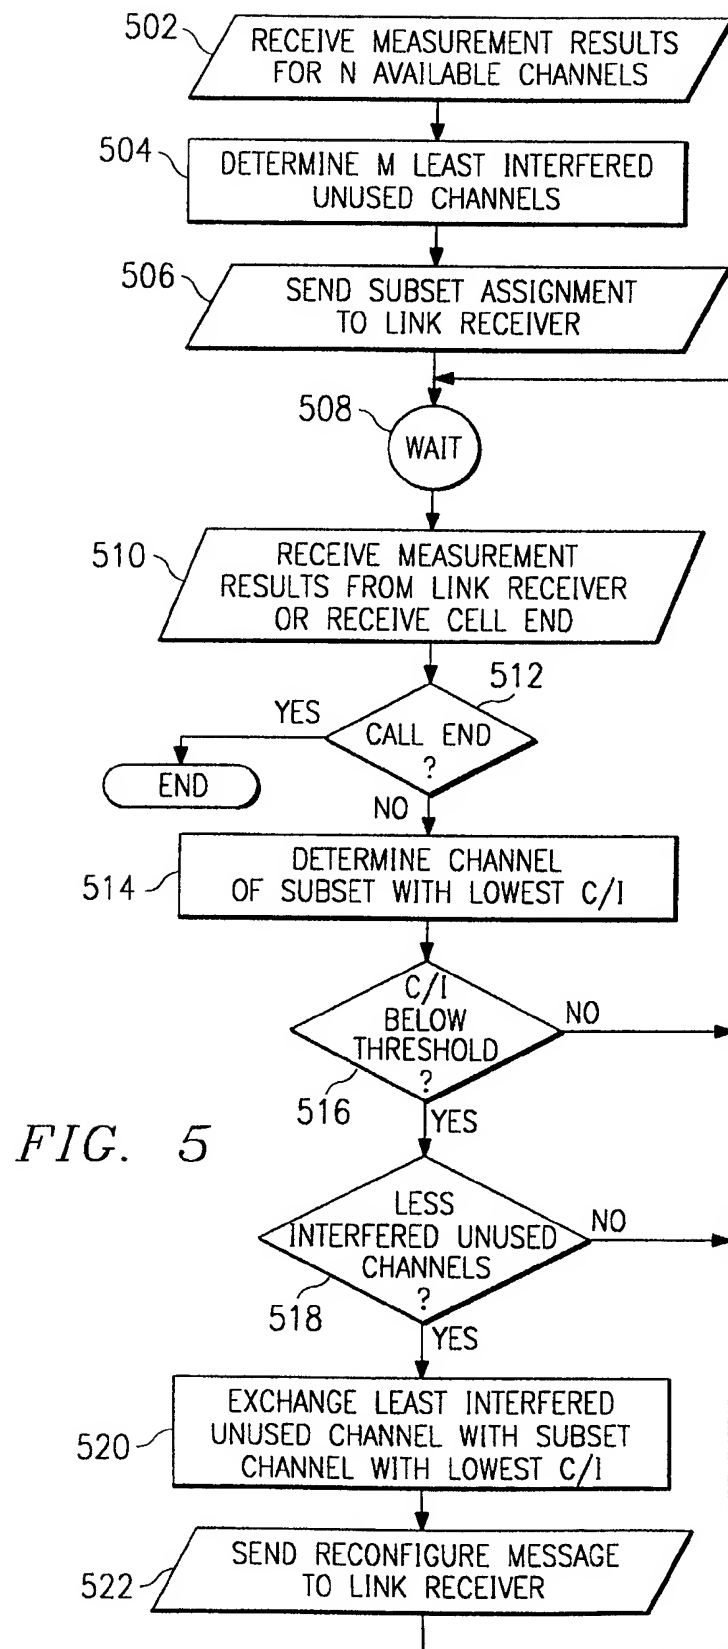 502
RECEIVE MEASUREMENT RESULTS
FOR N AVAILABLE CHANNELS
504
DETERMINE M LEAST INTERFERED
UNUSED CHANNELS
506
SEND SUBSET ASSIGNMENT
TO LINK RECEIVER
508
WAIT
510
RECEIVE MEASUREMENT
RESULTS FROM LINK RECEIVER
OR RECEIVE CELL END
512
YES
CALL END
?
END
NO
514
DETERMINE CHANNEL
OF SUBSET WITH LOWEST C/I
C/I
BELOW
THRESHOLD
?
NO
516
YES
FIG. 5
LESS
INTERFERED UNUSED
CHANNELS
?
NO
518
YES
520
EXCHANGE LEAST INTERFERED
UNUSED CHANNEL WITH SUBSET
CHANNEL WITH LOWEST C/I
522
SEND RECONFIGURE MESSAGE
TO LINK RECEIVER